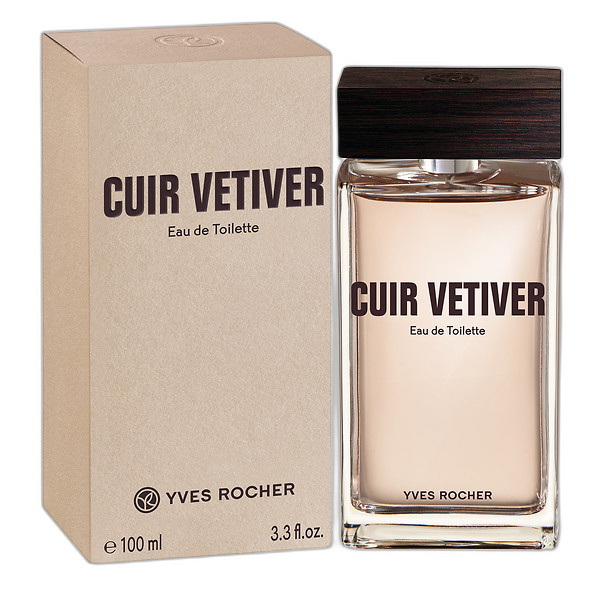 CUIR VETIVER
Eau de Toilette
YVES ROCHER
e 100 ml 3.3 fl.oz.
CUIR VETIVER
Eau de Toilette
YVES ROCHER